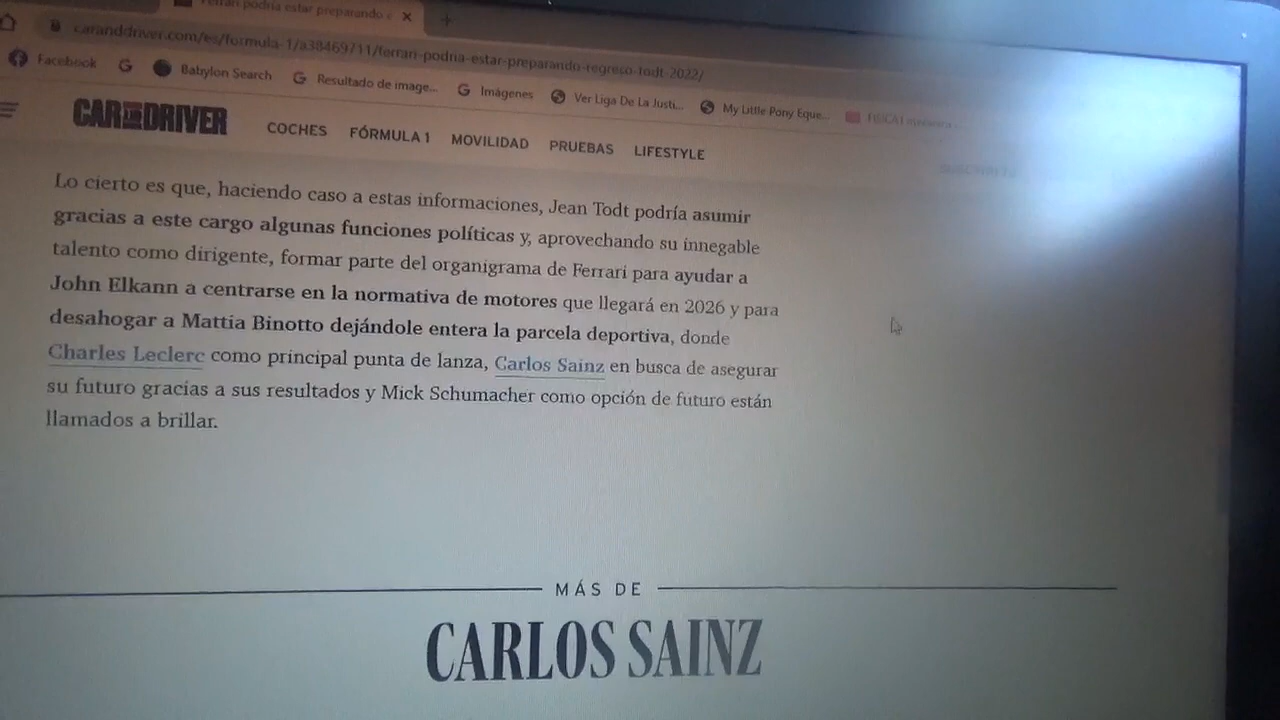 Ferrari podría estar preparando e
caranddriver.com/es/formula-1/a38469711/ferrari-podria-estar-preparando-regreso-todt-2022/
Facebook Babylon Search Resultado de image... Imágenes Ver Liga De La Justi... My Little Pony Eque...
CAR AND DRIVER COCHES FÓRMULA 1 MOVILIDAD PRUEBAS LIFESTYLE
Lo cierto es que, haciendo caso a estas informaciones, Jean Todt podría asumir
gracias a este cargo algunas funciones políticas y, aprovechando su innegable
talento como dirigente, formar parte del organigrama de Ferrari para ayudar a
John Elkann a centrarse en la normativa de motores que llegará en 2026 y para
desahogar a Mattia Binotto dejándole entera la parcela deportiva, donde
Charles Leclerc como principal punta de lanza, Carlos Sainz en busca de asegurar
su futuro gracias a sus resultados y Mick Schumacher como opción de futuro están
llamados a brillar.
MÁS DE
CARLOS SAINZ